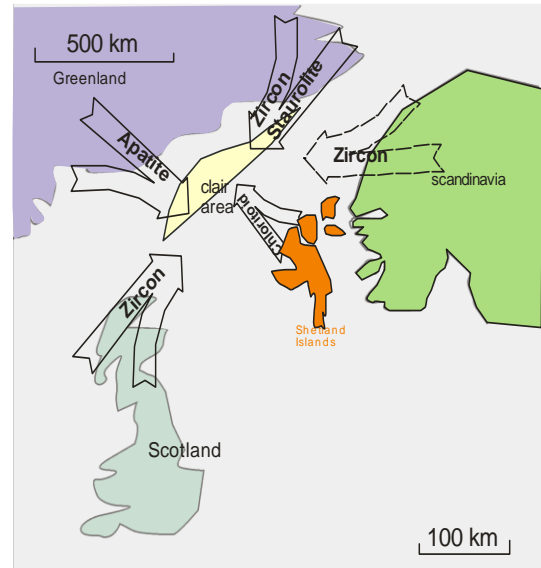 500 km
Greenland
Zircon
Staurolite
Apatite
Zircon
scandinavia
clair
area
Chloritoid
Zircon
Shetland
Islands
Scotland
100 km